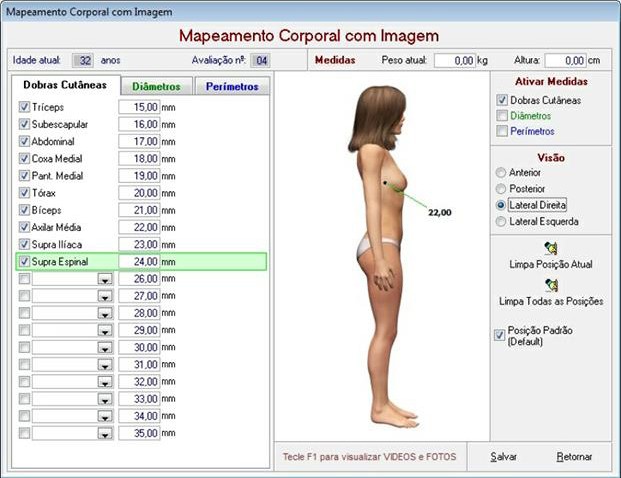 Mapeamento Corporal com Imagem
Mapeamento Corporal com Imagem
Idade atual: 32 anos Avaliação nº: 04 Medidas Peso atual: 0,00 kg Altura: 0,00 cm
Dobras Cutâneas Diâmetros Perímetros
Tríceps 15,00 mm
Subescapular 16,00 mm
Abdominal 17,00 mm
Coxa Medial 18,00 mm
Pant. Medial 19,00 mm
Tórax 20,00 mm
Bíceps 21,00 mm
Axilar Média 22,00 mm
Supra Ilíaca 23,00 mm
Supra Espinal 24,00 mm
26,00 mm
27,00 mm
28,00 mm
29,00 mm
30,00 mm
31,00 mm
32,00 mm
33,00 mm
34,00 mm
35,00 mm
22,00
Ativar Medidas
Dobras Cutâneas
Diâmetros
Perímetros
Visão
Anterior
Posterior
Lateral Direita
Lateral Esquerda
Limpa Posição Atual
Limpa Todas as Posições
Posição Padrão
(Default)
Tecle F1 para visualizar VIDEOS e FOTOS
Salvar Retornar